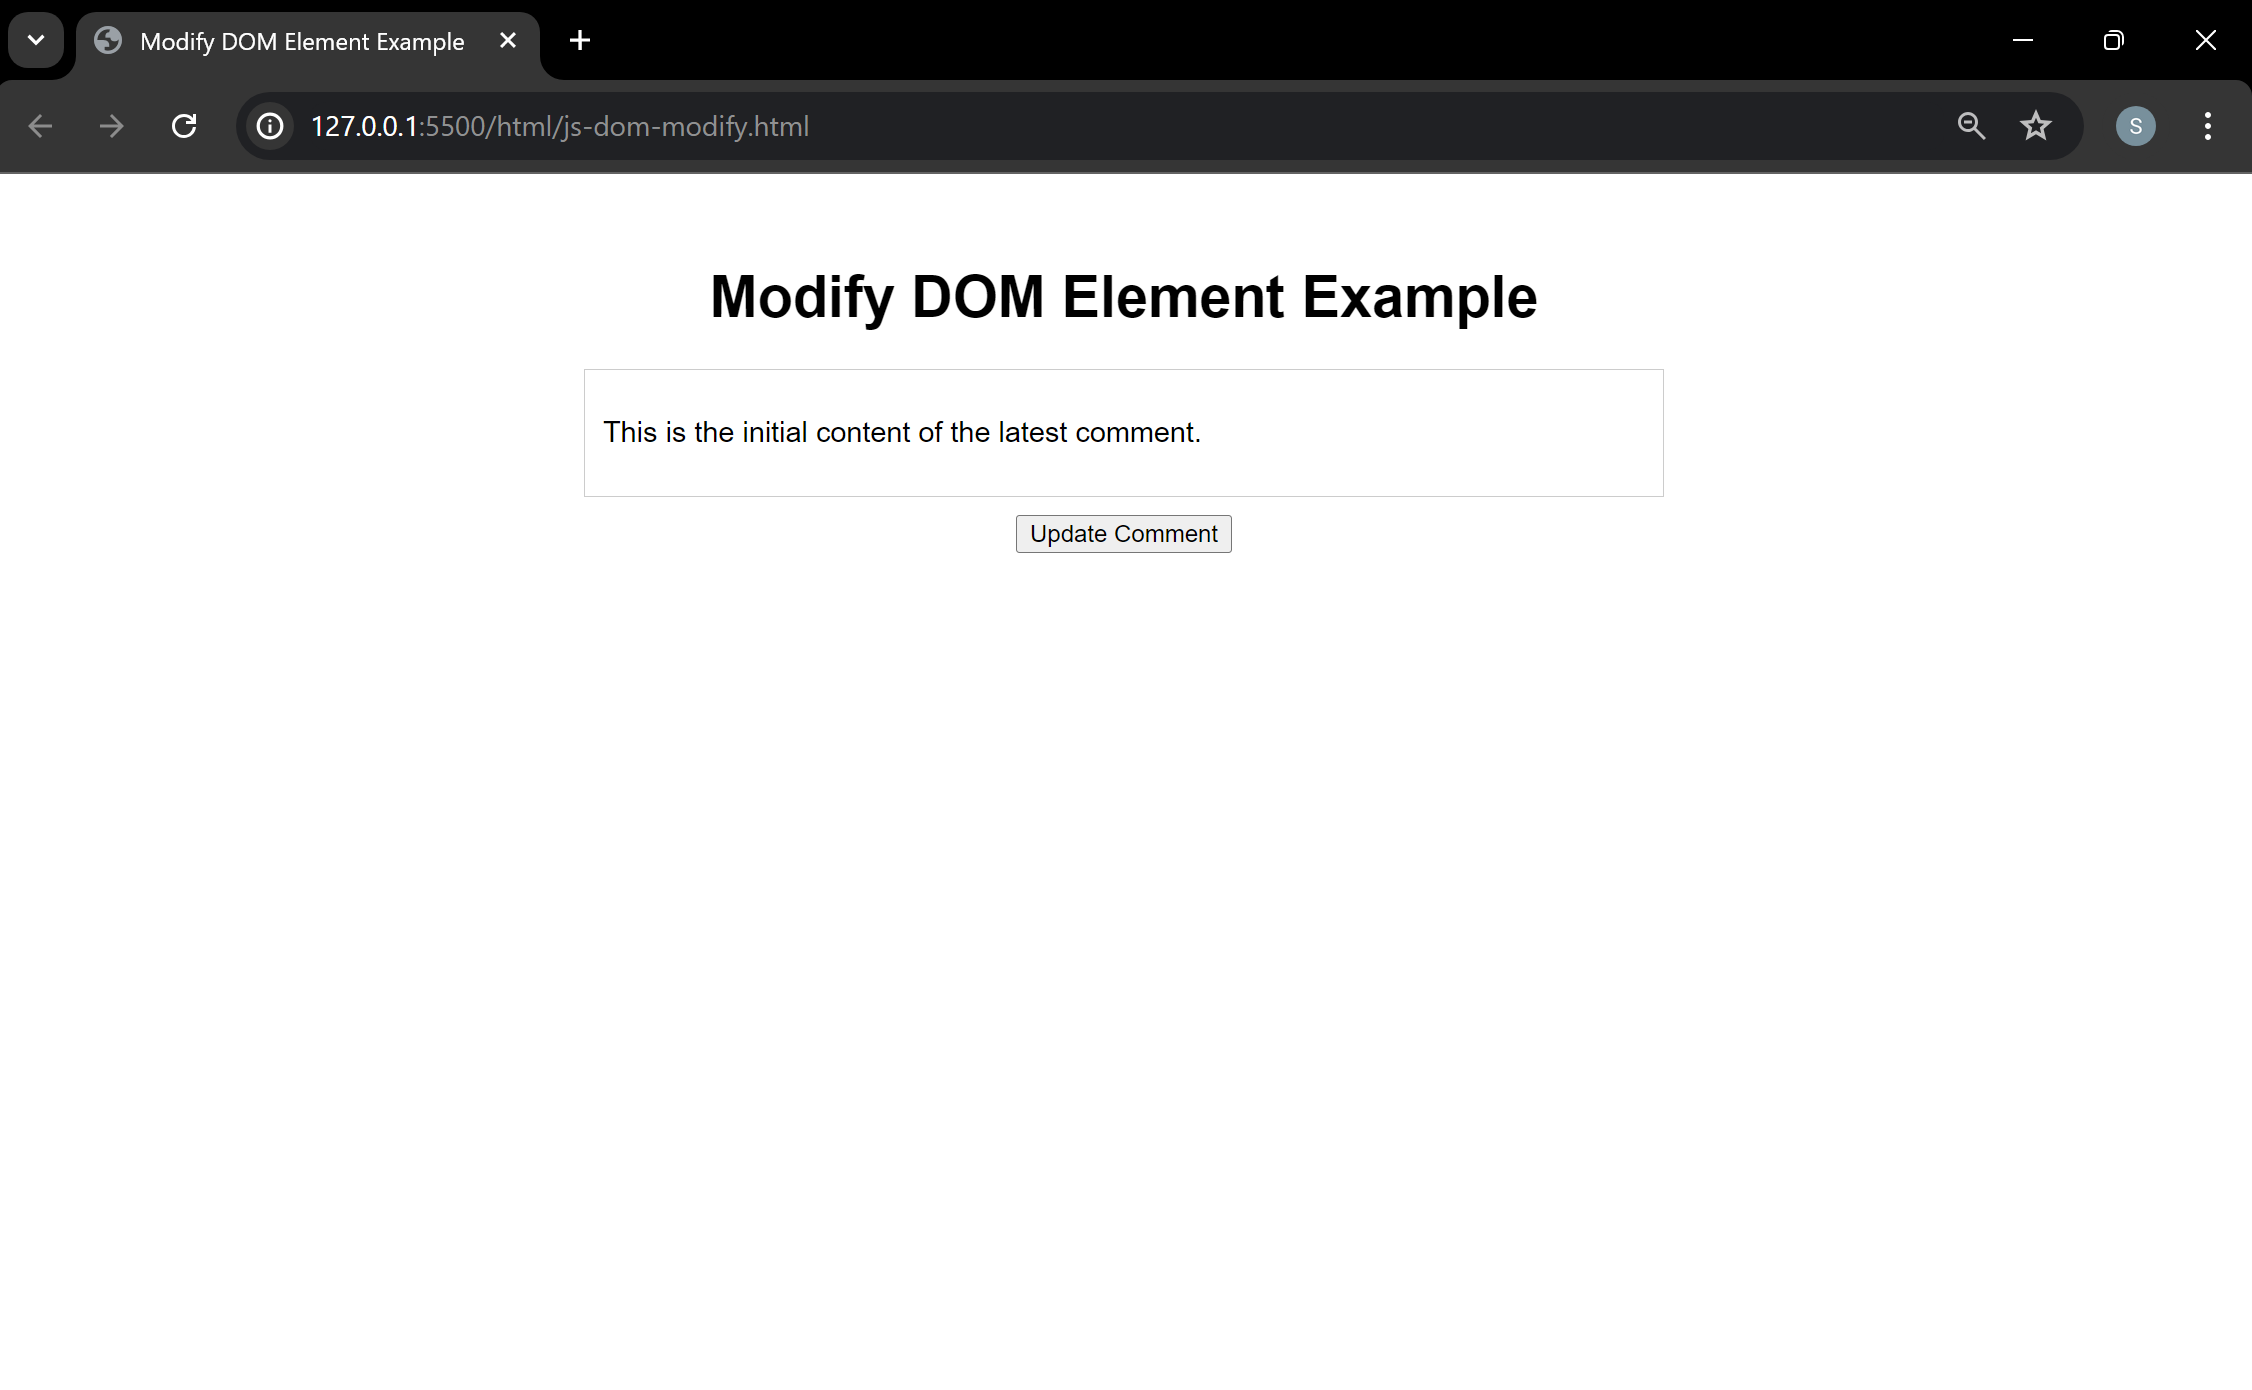 Modify DOM Element Example
127.0.0.1:5500/html/js-dom-modify.html
S
Modify DOM Element Example
This is the initial content of the latest comment.
Update Comment